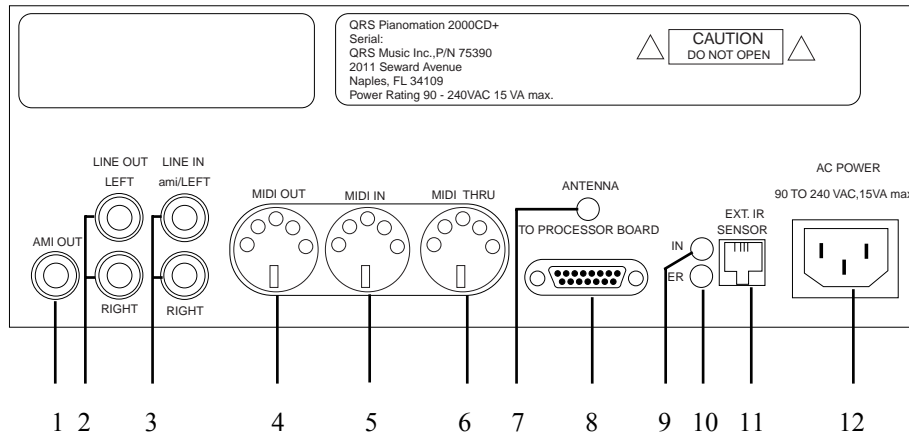 QRS Pianomation 2000CD+
Serial:
QRS Music Inc.,P/N 75390
2011 Seward Avenue
Naples, FL 34109
Power Rating 90 - 240VAC 15 VA max.
CAUTION
DO NOT OPEN
LINE OUT
LEFT
LINE IN
ami/LEFT
AMI OUT
RIGHT
RIGHT
MIDI OUT
MIDI IN
MIDI THRU
ANTENNA
TO PROCESSOR BOARD
IN
ER
EXT. IR
SENSOR
AC POWER
90 TO 240 VAC,15VA max
1 2 3 4 5 6 7 8 9 10 11 12